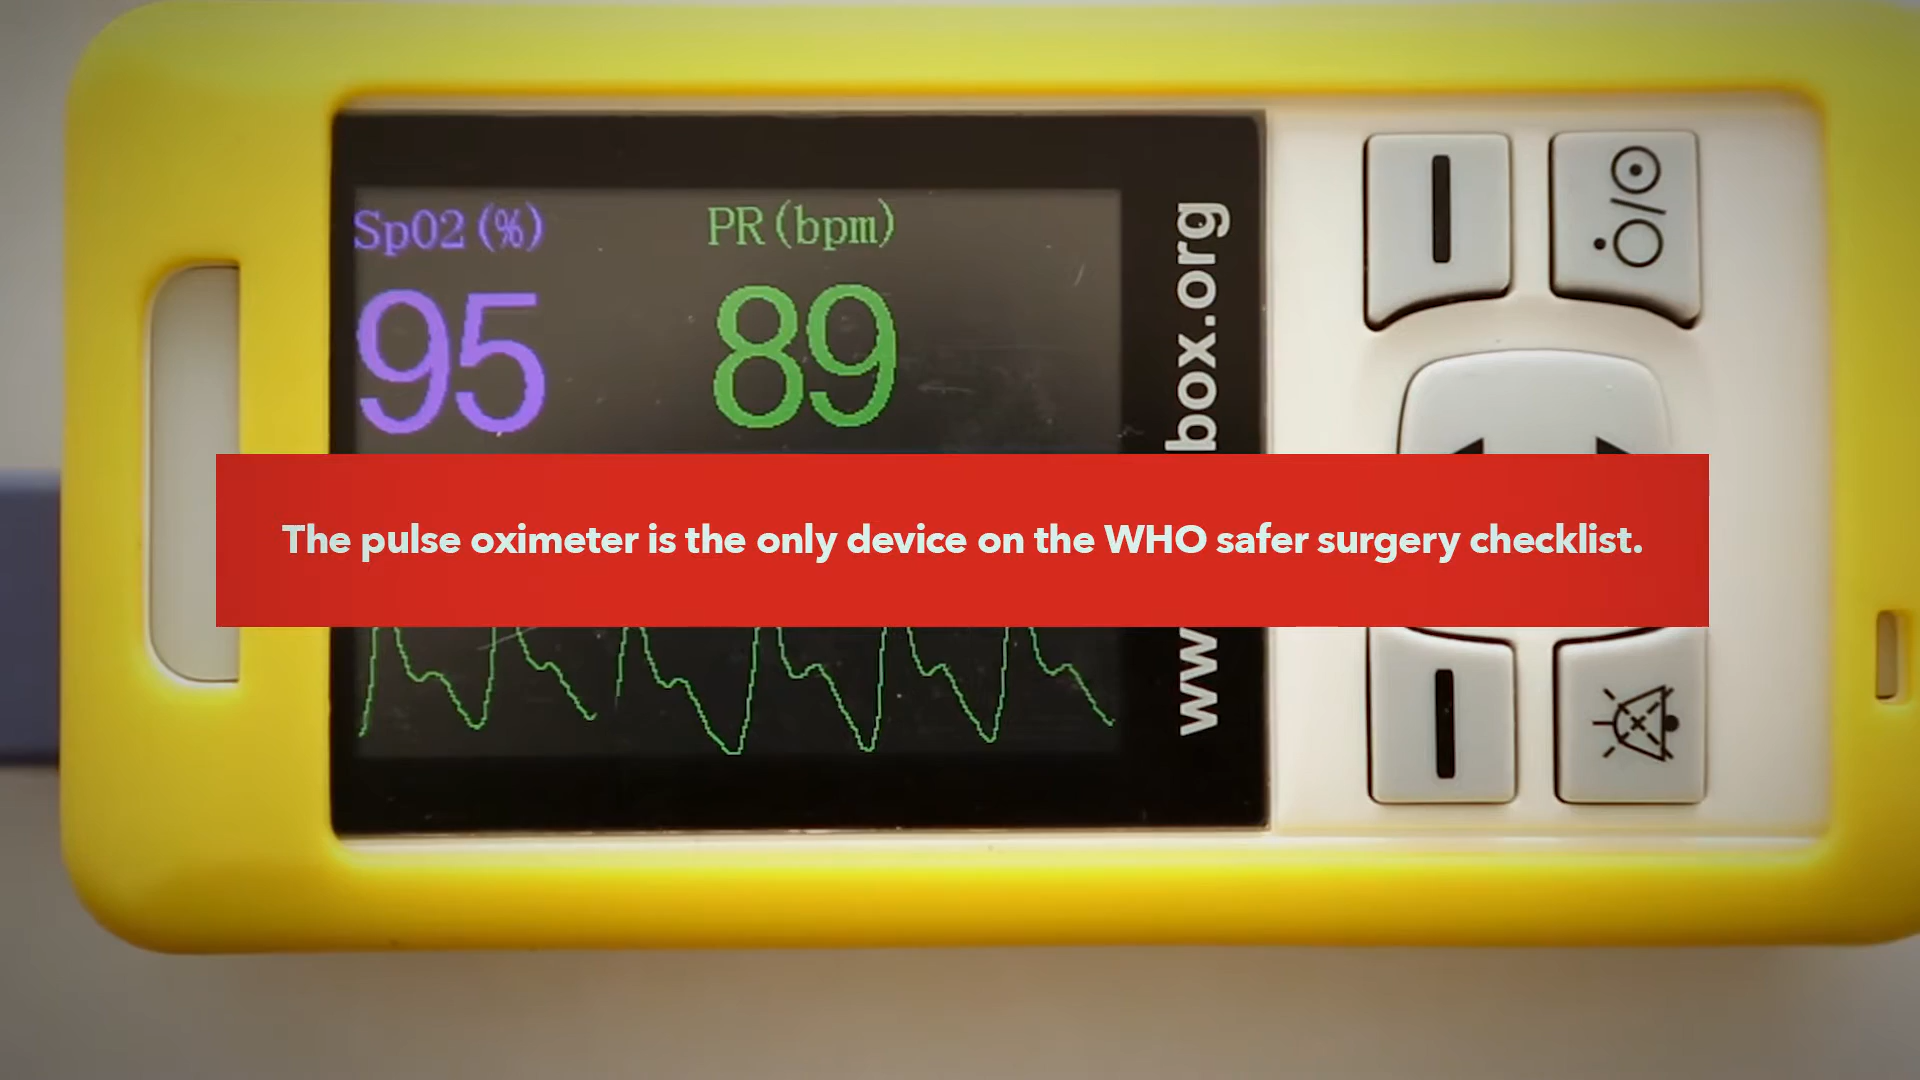 SpO2(%) PR(bpm)
95 89
The pulse oximeter is the only device on the WHO safer surgery checklist.
ww
box.org